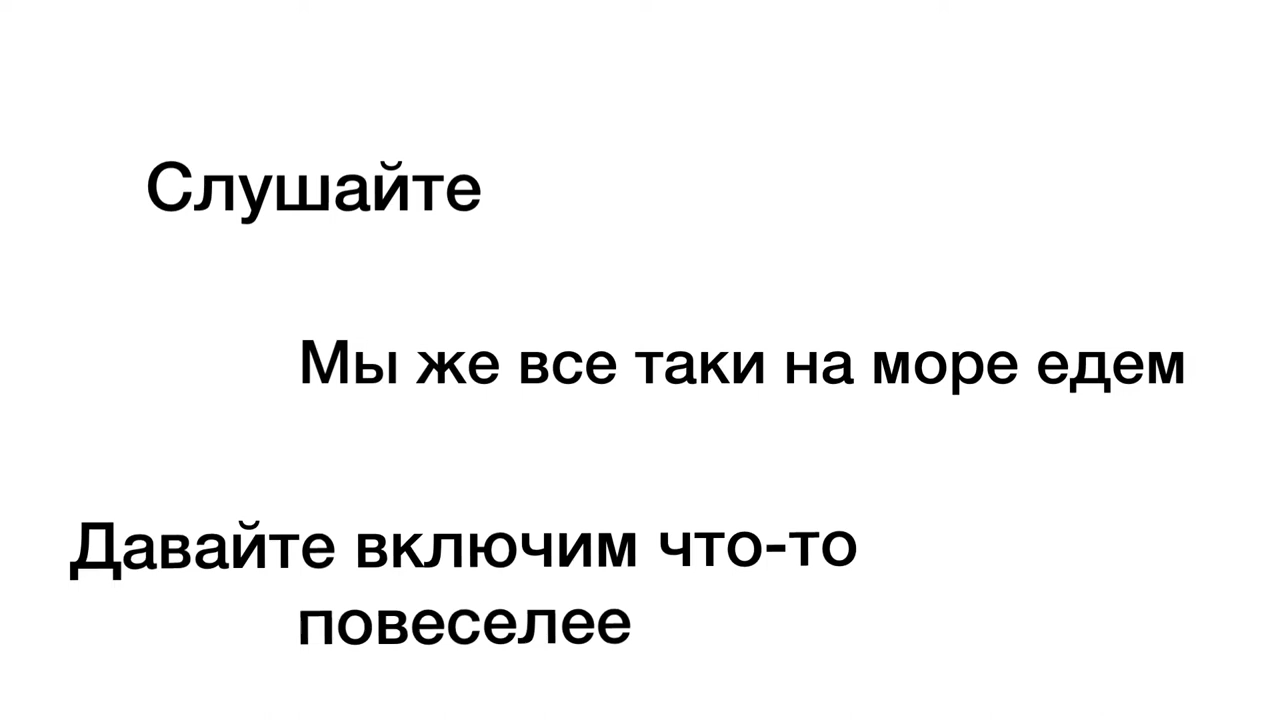 Слушайте
Мы же все таки на море едем
Давайте включим что-то
повеселее